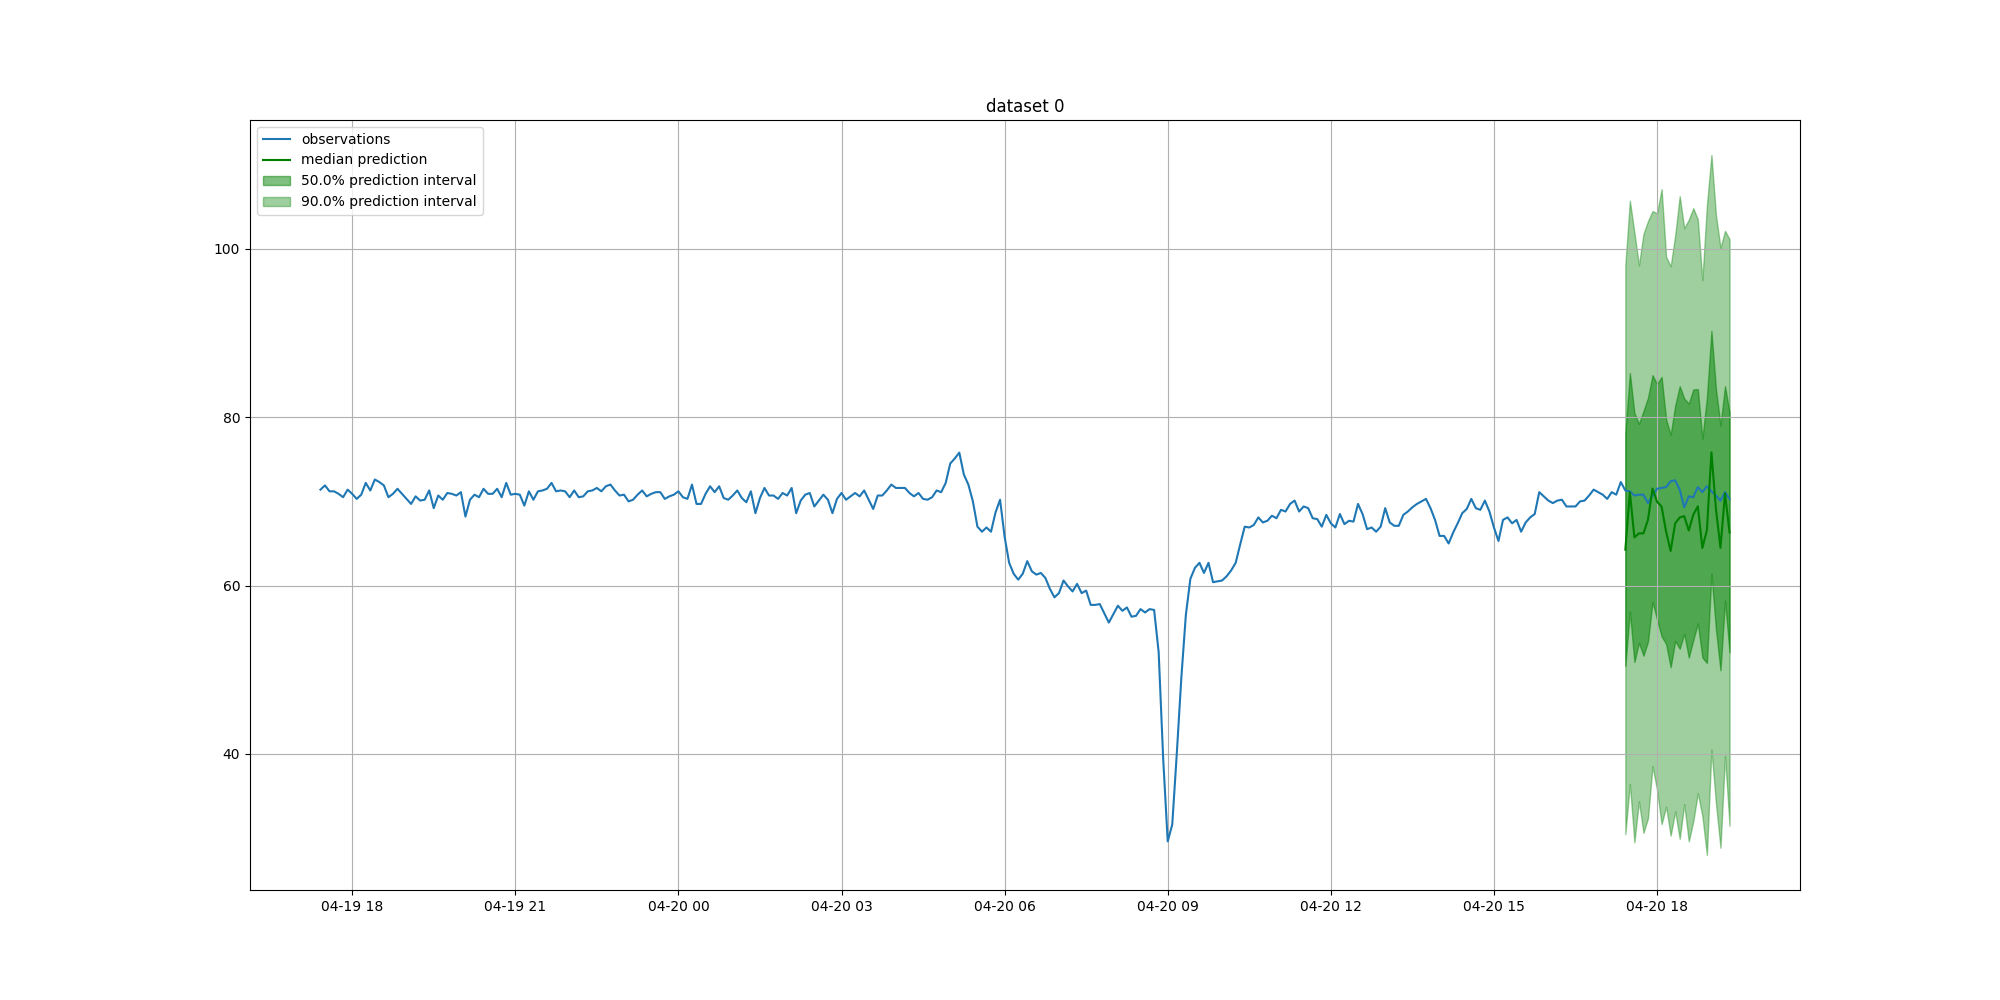 dataset 0
observations
median prediction
50.0% prediction interval
90.0% prediction interval
100
80
60
40
04-19 18
04-19 21
04-20 00
04-20 03
04-20 06
04-20 09
04-20 12
04-20 15
04-20 18